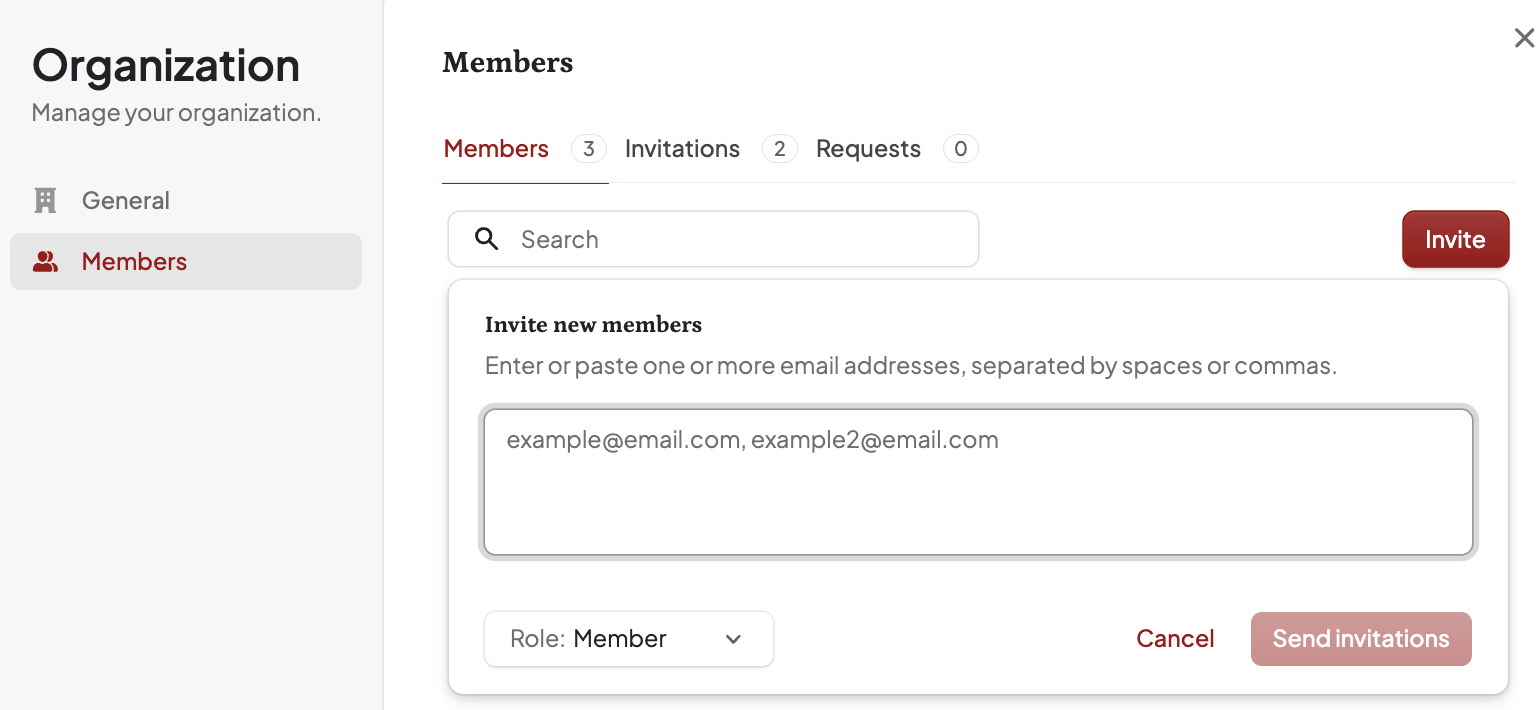 Organization
Manage your organization.
General
Members
Members
Members 3 Invitations 2 Requests 0
Search
Invite
Invite new members
Enter or paste one or more email addresses, separated by spaces or commas.
example@email.com, example2@email.com
Role: Member
Cancel
Send invitations